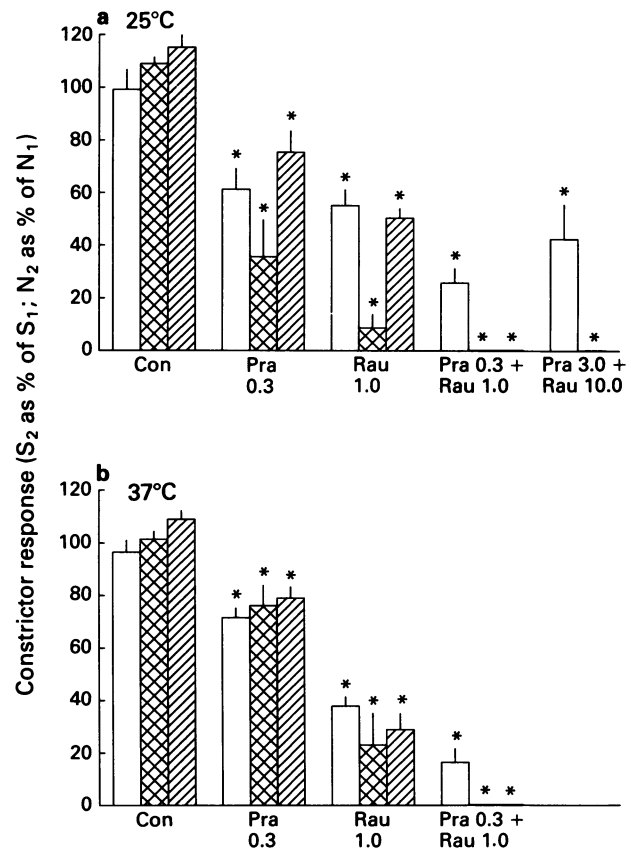 a 25°C
120
100
80
60
40
20
0
* * * * * * * * * * *
Con
Pra 0.3
Rau 1.0
Pra 0.3 + Rau 1.0
Pra 3.0 + Rau 10.0
Constrictor response (S₂ as % of S₁; N₂ as % of N₁)
b 37°C
120
100
80
60
40
20
0
* * * * * * * * *
Con
Pra 0.3
Rau 1.0
Pra 0.3 + Rau 1.0